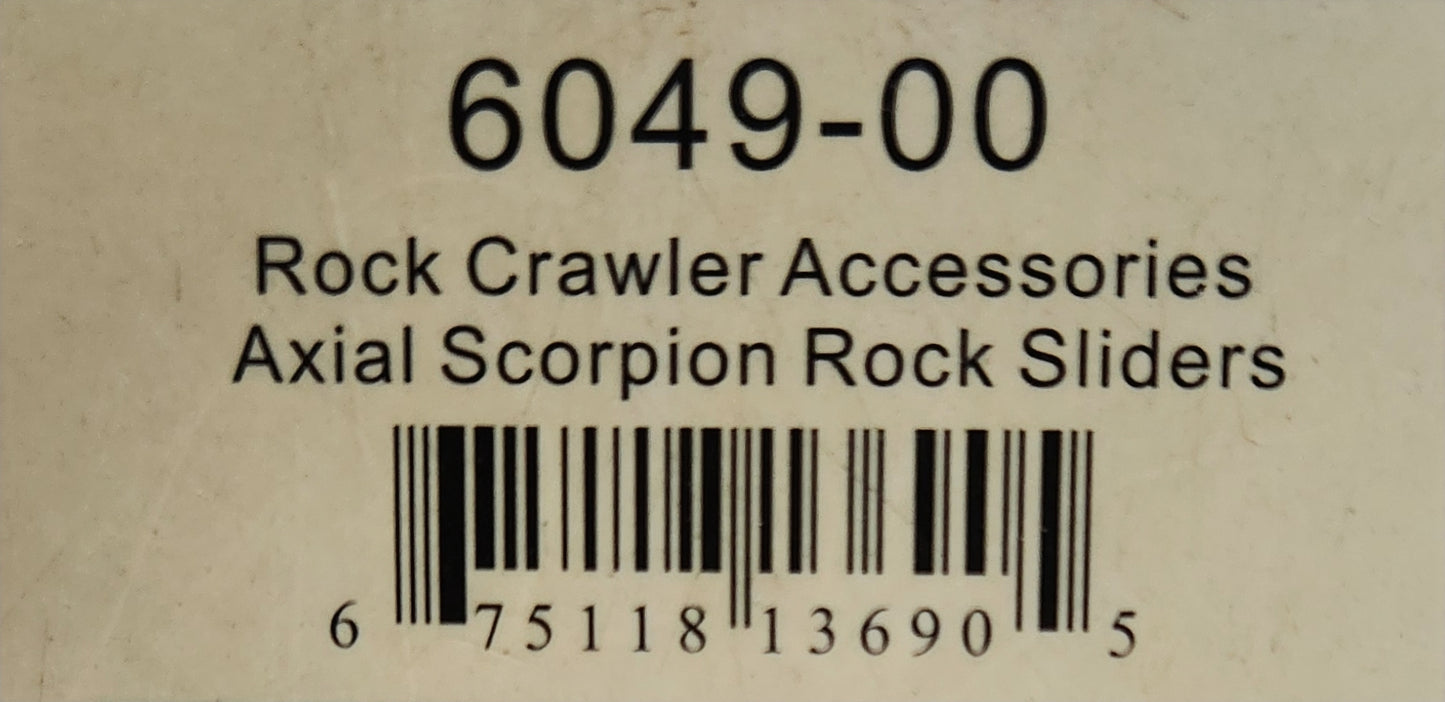 6049-00
Rock Crawler Accessories
Axial Scorpion Rock Sliders
6 75118 13690 5